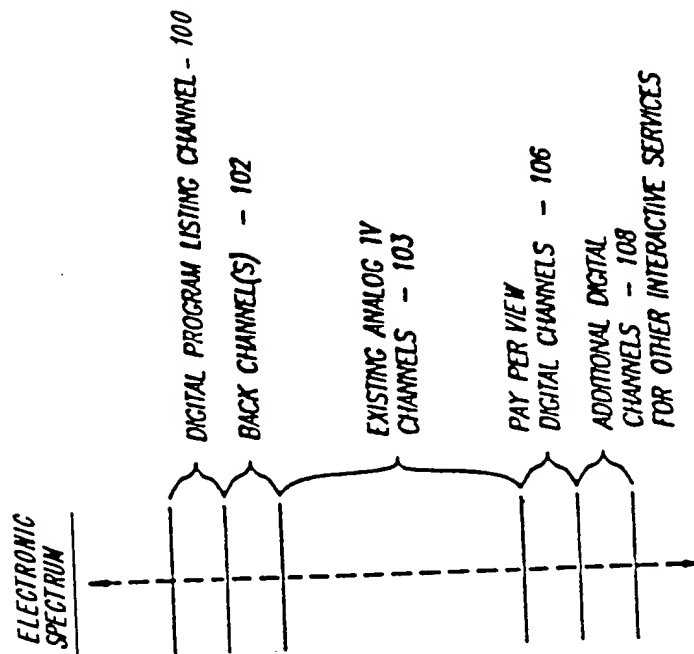 ELECTRONIC
SPECTRUM
DIGITAL PROGRAM LISTING CHANNEL - 100
BACK CHANNEL(S) - 102
EXISTING ANALOG TV
CHANNELS - 103
PAY PER VIEW
DIGITAL CHANNELS - 106
ADDITIONAL DIGITAL
CHANNELS - 108
FOR OTHER INTERACTIVE SERVICES